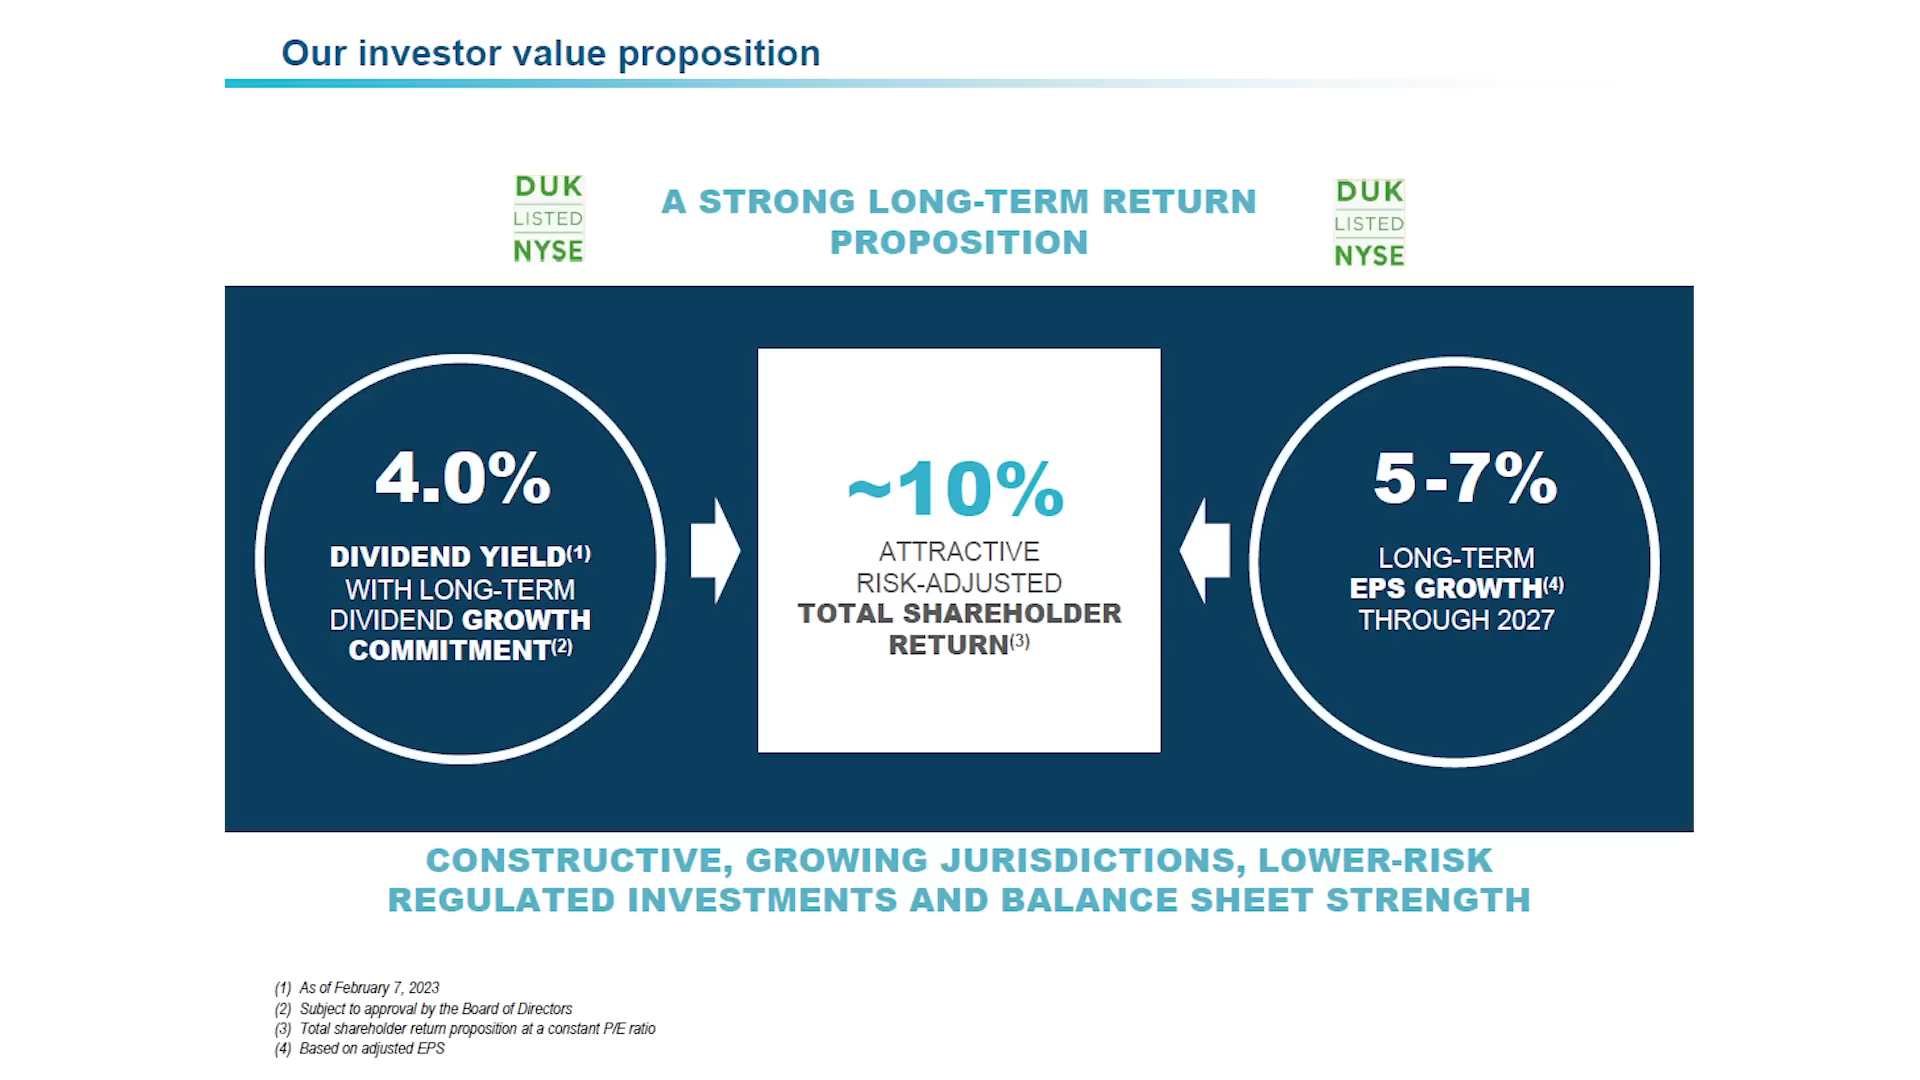 Our investor value proposition
DUK
LISTED
NYSE
A STRONG LONG-TERM RETURN
PROPOSITION
DUK
LISTED
NYSE
4.0%
DIVIDEND YIELD(1)
WITH LONG-TERM
DIVIDEND GROWTH
COMMITMENT(2)
~10%
ATTRACTIVE
RISK-ADJUSTED
TOTAL SHAREHOLDER
RETURN(3)
5-7%
LONG-TERM
EPS GROWTH(4)
THROUGH 2027
CONSTRUCTIVE, GROWING JURISDICTIONS, LOWER-RISK
REGULATED INVESTMENTS AND BALANCE SHEET STRENGTH
(1) As of February 7, 2023
(2) Subject to approval by the Board of Directors
(3) Total shareholder return proposition at a constant P/E ratio
(4) Based on adjusted EPS